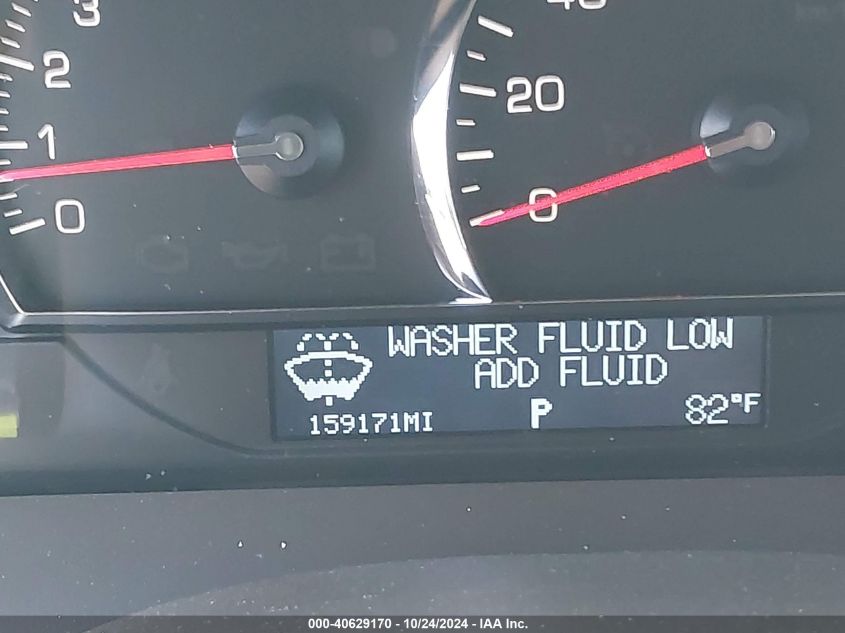 3
2
1
0
40
20
0
WASHER FLUID LOW
ADD FLUID
159171MI P 82°F
000-40629170 - 10/24/2024 - IAA Inc.